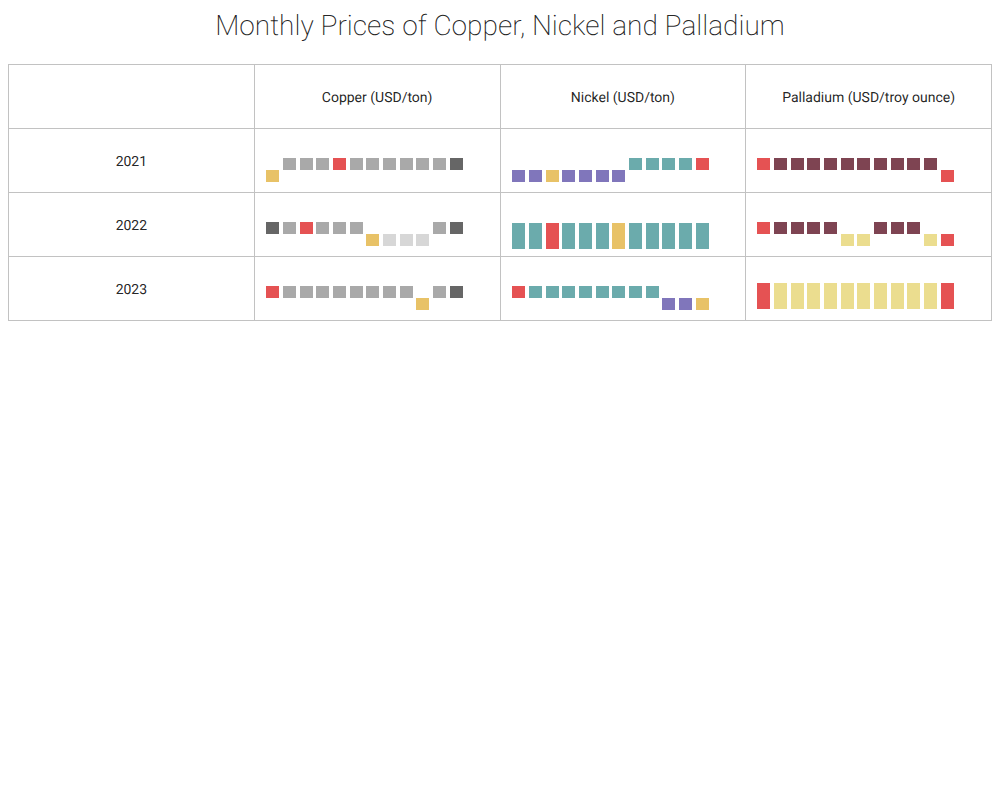 Monthly Prices of Copper, Nickel and Palladium
Copper (USD/ton)
Nickel (USD/ton)
Palladium (USD/troy ounce)
2021
2022
2023